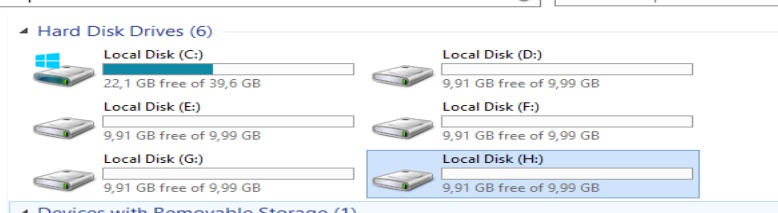 Hard Disk Drives (6)
Local Disk (C:)
22,1 GB free of 39,6 GB
Local Disk (D:)
9,91 GB free of 9,99 GB
Local Disk (E:)
9,91 GB free of 9,99 GB
Local Disk (F:)
9,91 GB free of 9,99 GB
Local Disk (G:)
9,91 GB free of 9,99 GB
Local Disk (H:)
9,91 GB free of 9,99 GB
Devices with Removable Storage (1)